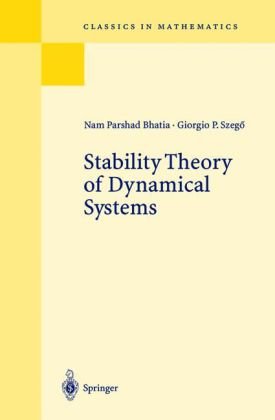 CLASSICS IN MATHEMATICS
Nam Parshad Bhatia · Giorgio P. Szegő
Stability Theory
of Dynamical
Systems
Springer